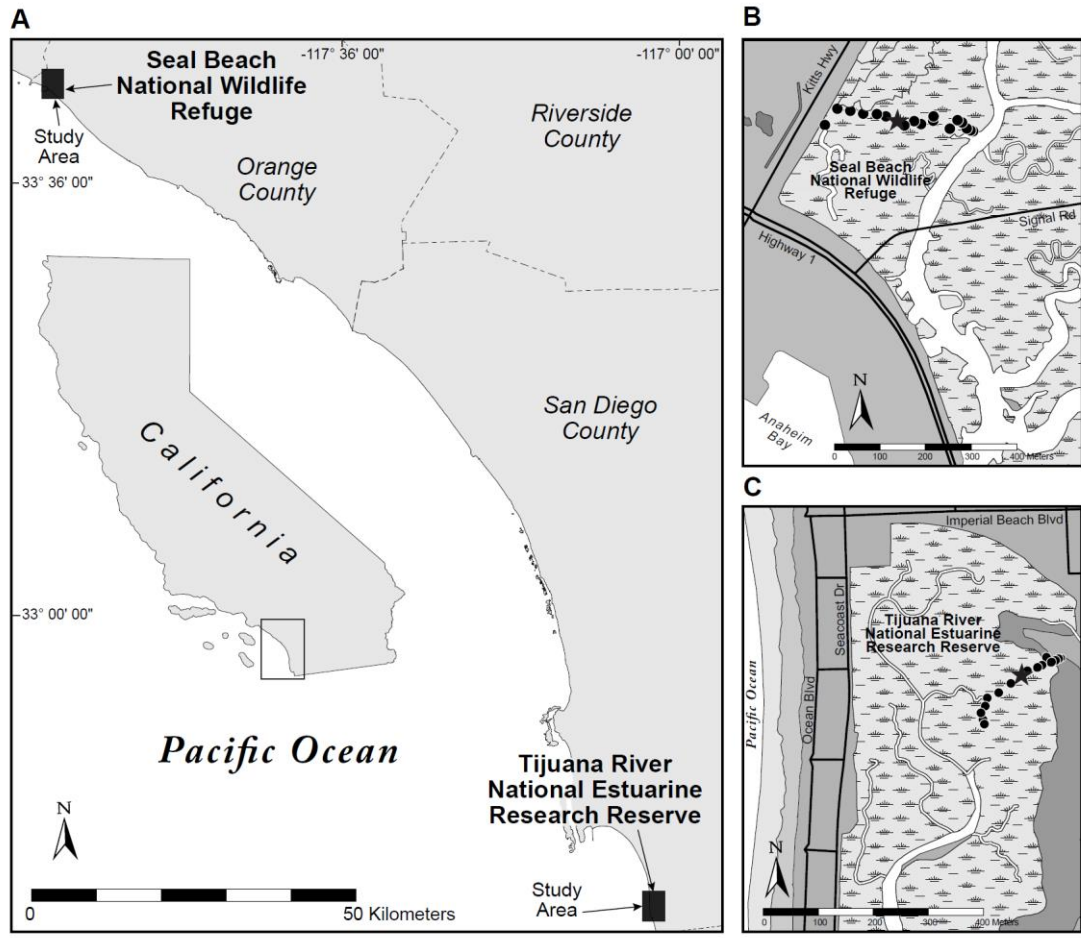 A
-117° 36' 00"
-117° 00' 00"
Seal Beach
National Wildlife
Refuge
Study
Area
Riverside
County
Orange
County
33° 36' 00"
San Diego
County
California
33° 00' 00"
Pacific Ocean
Tijuana River
National Estuarine
Research Reserve
N
Study
Area
0
50 Kilometers
B
Kitts Hwy
Seal Beach
National Wildlife
Refuge
Signal Rd
Highway 1
N
Anaheim
Bay
0 100 200 300 400 Meters
C
Imperial Beach Blvd
Seacoast Dr
Tijuana River
National Estuarine
Research Reserve
Pacific Ocean
Ocean Blvd
N
0 100 200 400 Meters